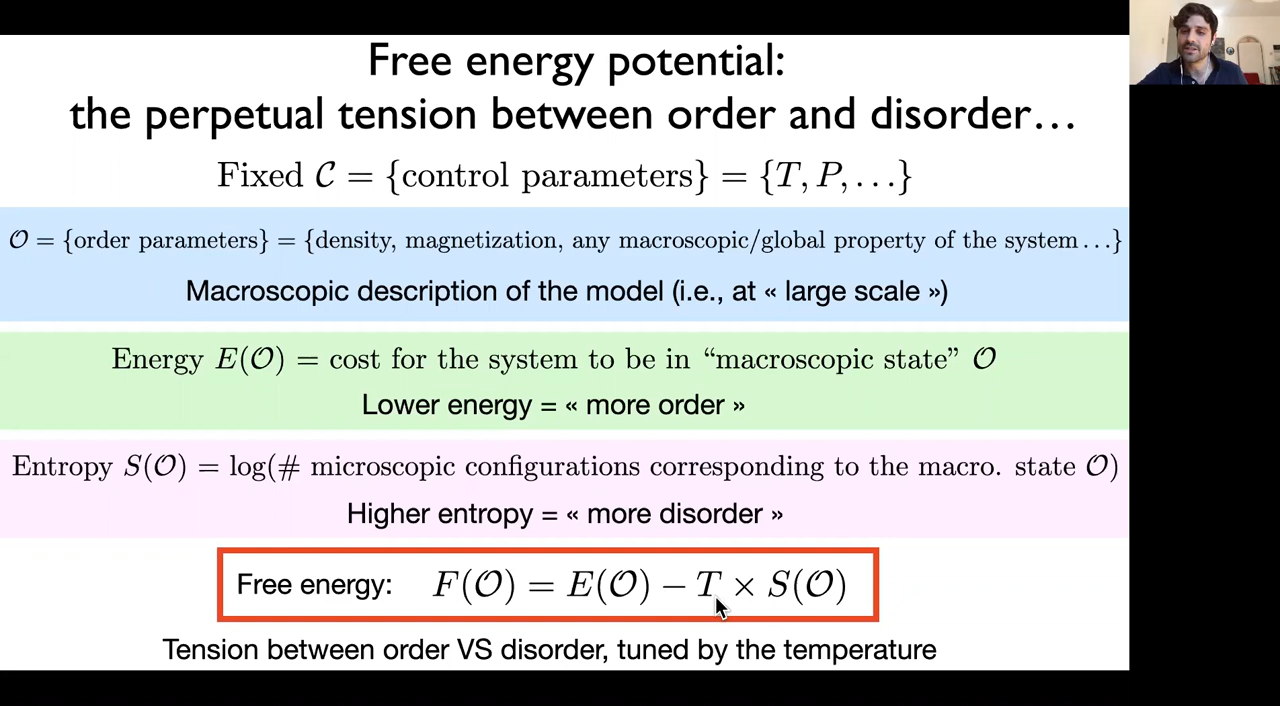 Free energy potential:
the perpetual tension between order and disorder…
Fixed 𝒞 = {control parameters} = {T, P, …}
𝒪 = {order parameters} = {density, magnetization, any macroscopic/global property of the system …}
Macroscopic description of the model (i.e., at « large scale »)
Energy E(𝒪) = cost for the system to be in “macroscopic state” 𝒪
Lower energy = « more order »
Entropy S(𝒪) = log(# microscopic configurations corresponding to the macro. state 𝒪)
Higher entropy = « more disorder »
Free energy: F(𝒪) = E(𝒪) − T × S(𝒪)
Tension between order VS disorder, tuned by the temperature